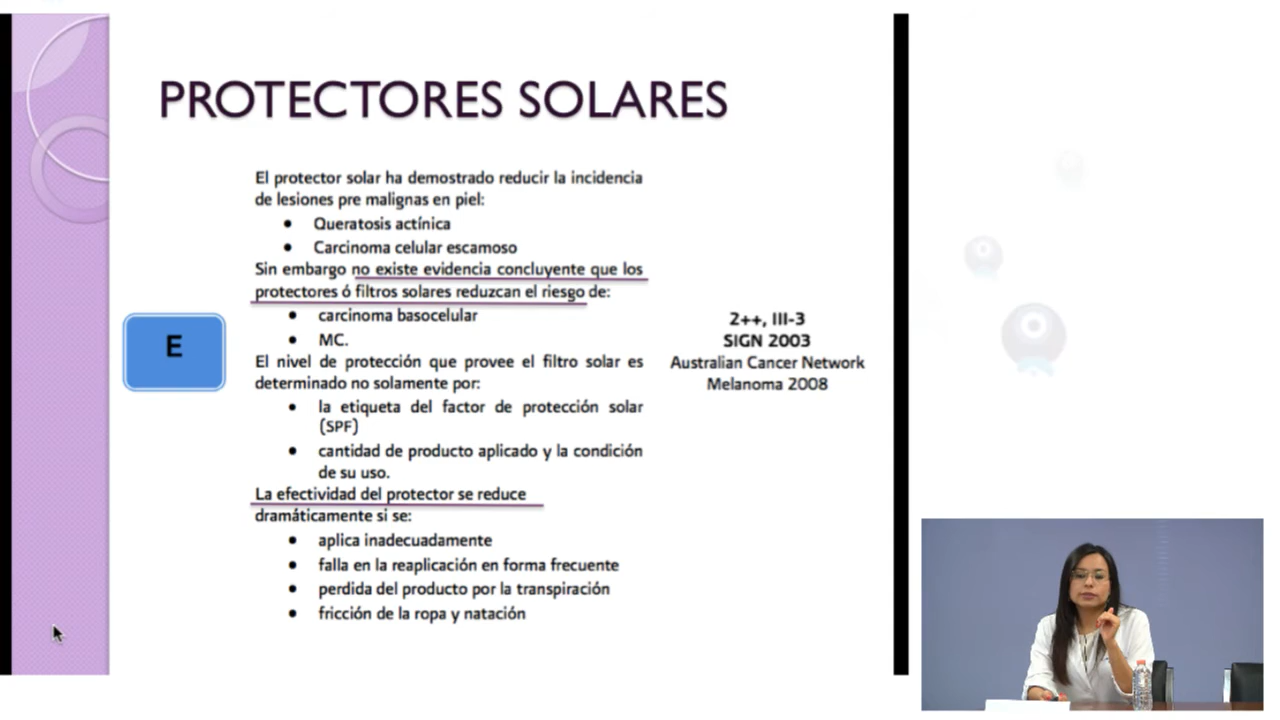 PROTECTORES SOLARES
El protector solar ha demostrado reducir la incidencia
de lesiones pre malignas en piel:
• Queratosis actínica
• Carcinoma celular escamoso
Sin embargo no existe evidencia concluyente que los
protectores ó filtros solares reduzcan el riesgo de:
• carcinoma basocelular
• MC.
El nivel de protección que provee el filtro solar es
determinado no solamente por:
• la etiqueta del factor de protección solar
(SPF)
• cantidad de producto aplicado y la condición
de su uso.
La efectividad del protector se reduce
dramáticamente si se:
• aplica inadecuadamente
• falla en la reaplicación en forma frecuente
• perdida del producto por la transpiración
• fricción de la ropa y natación
E
2++, III-3
SIGN 2003
Australian Cancer Network
Melanoma 2008